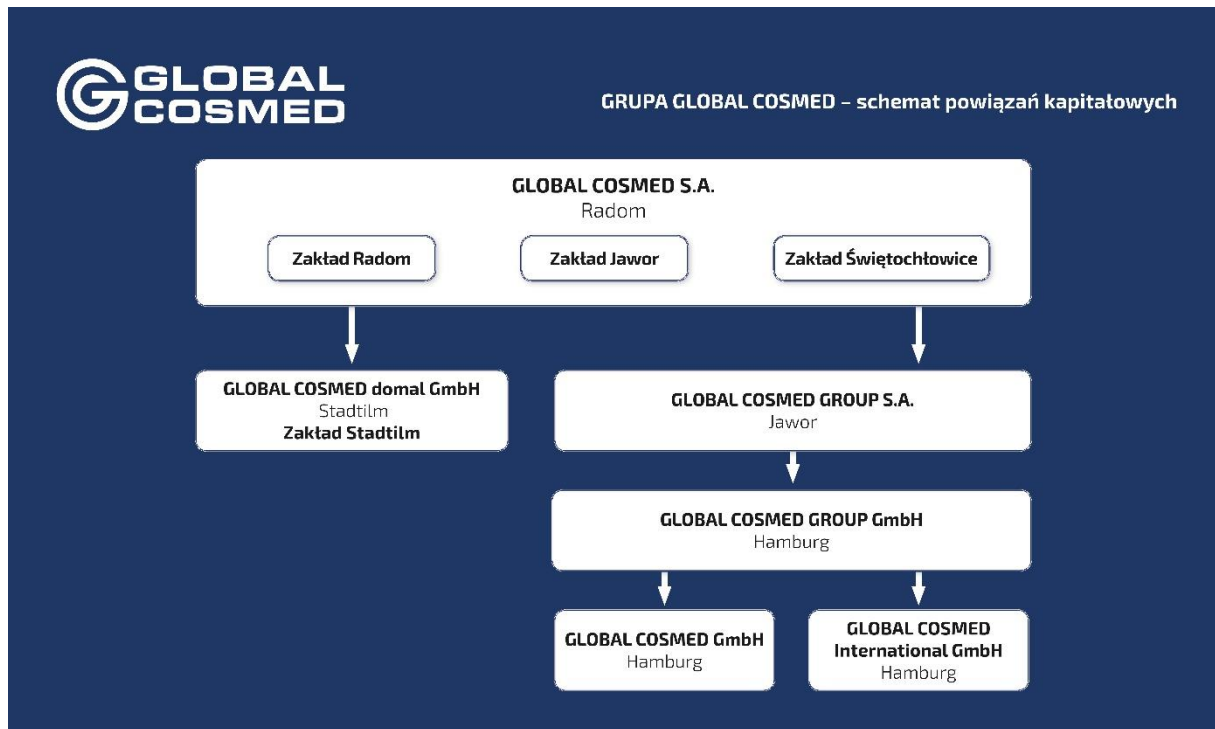 GLOBAL
COSMED
GRUPA GLOBAL COSMED – schemat powiązań kapitałowych
GLOBAL COSMED S.A.
Radom
Zakład Radom
Zakład Jawor
Zakład Świętochłowice
GLOBAL COSMED domal GmbH
Stadtilm
Zakład Stadtilm
GLOBAL COSMED GROUP S.A.
Jawor
GLOBAL COSMED GROUP GmbH
Hamburg
GLOBAL COSMED GmbH
Hamburg
GLOBAL COSMED
International GmbH
Hamburg